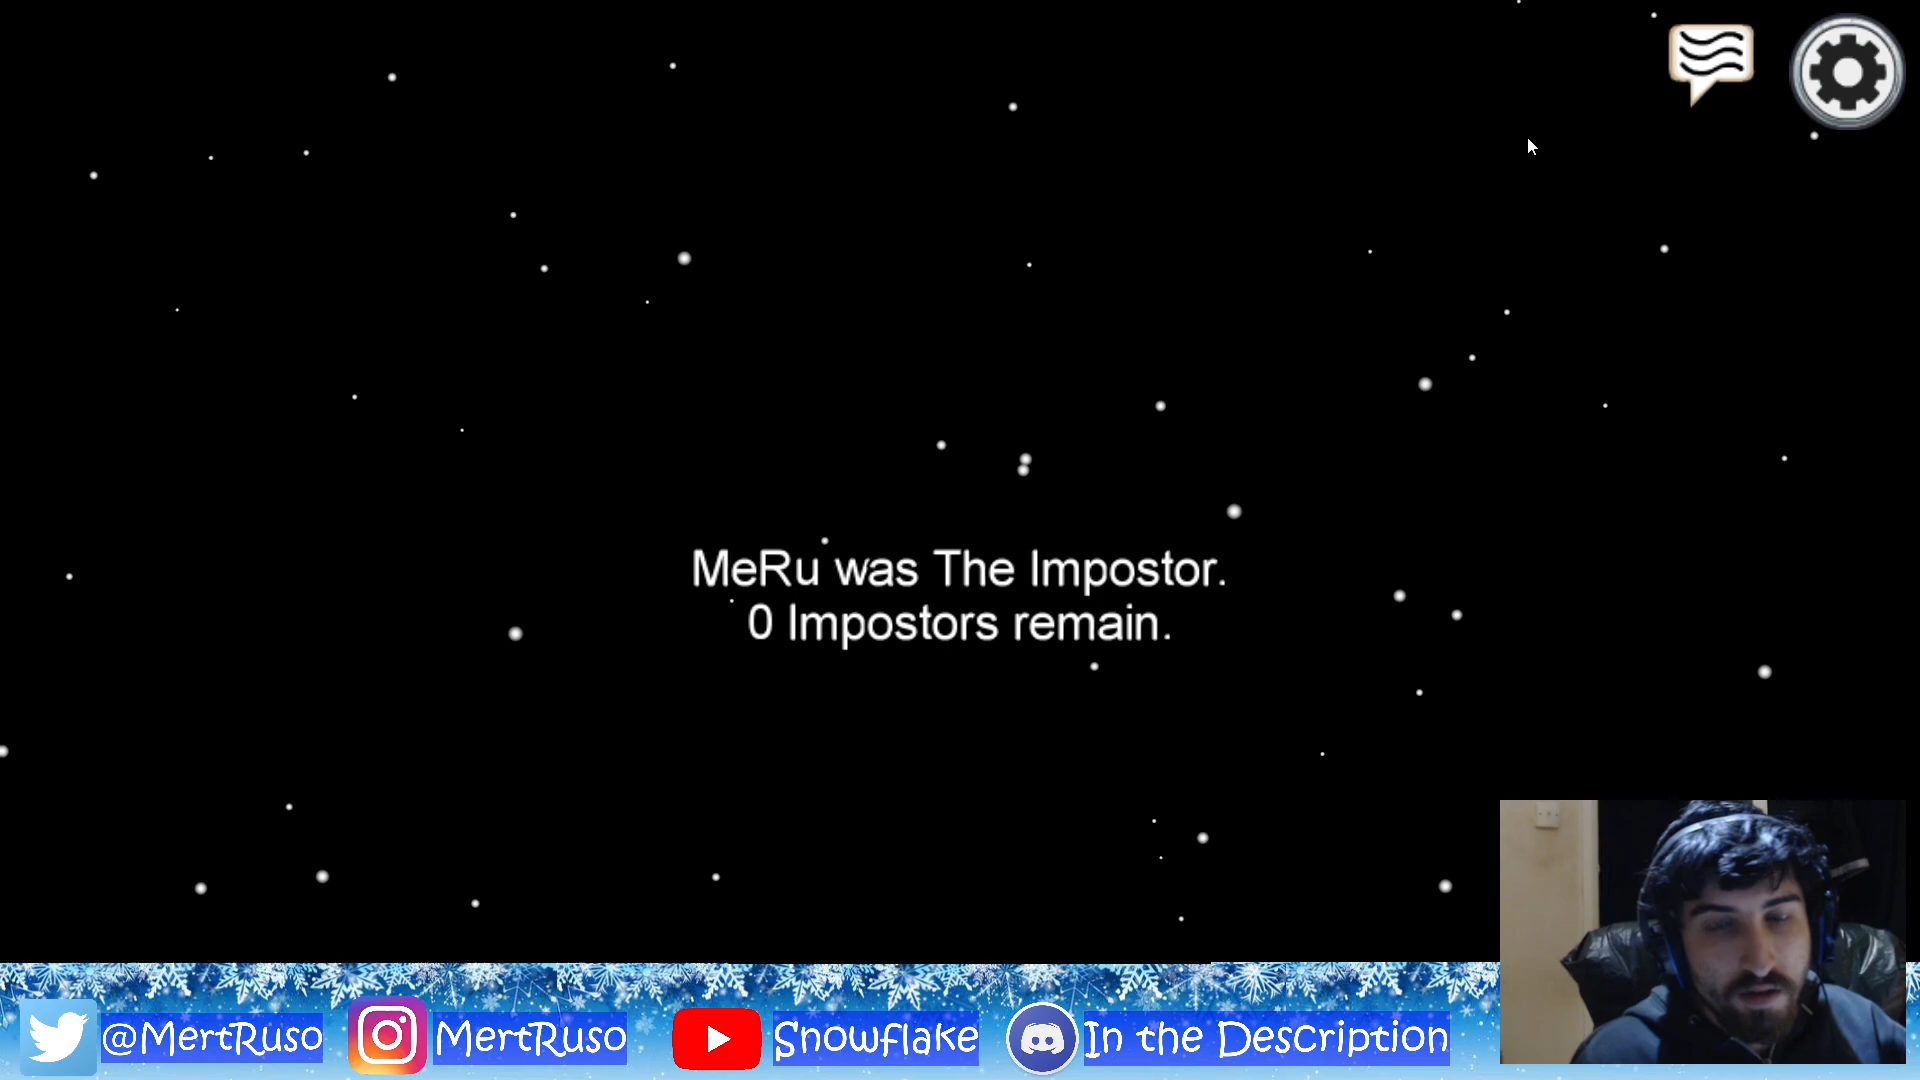 MeRu was The Impostor.
0 Impostors remain.
@MertRuso
MertRuso
Snowflake
In the Description